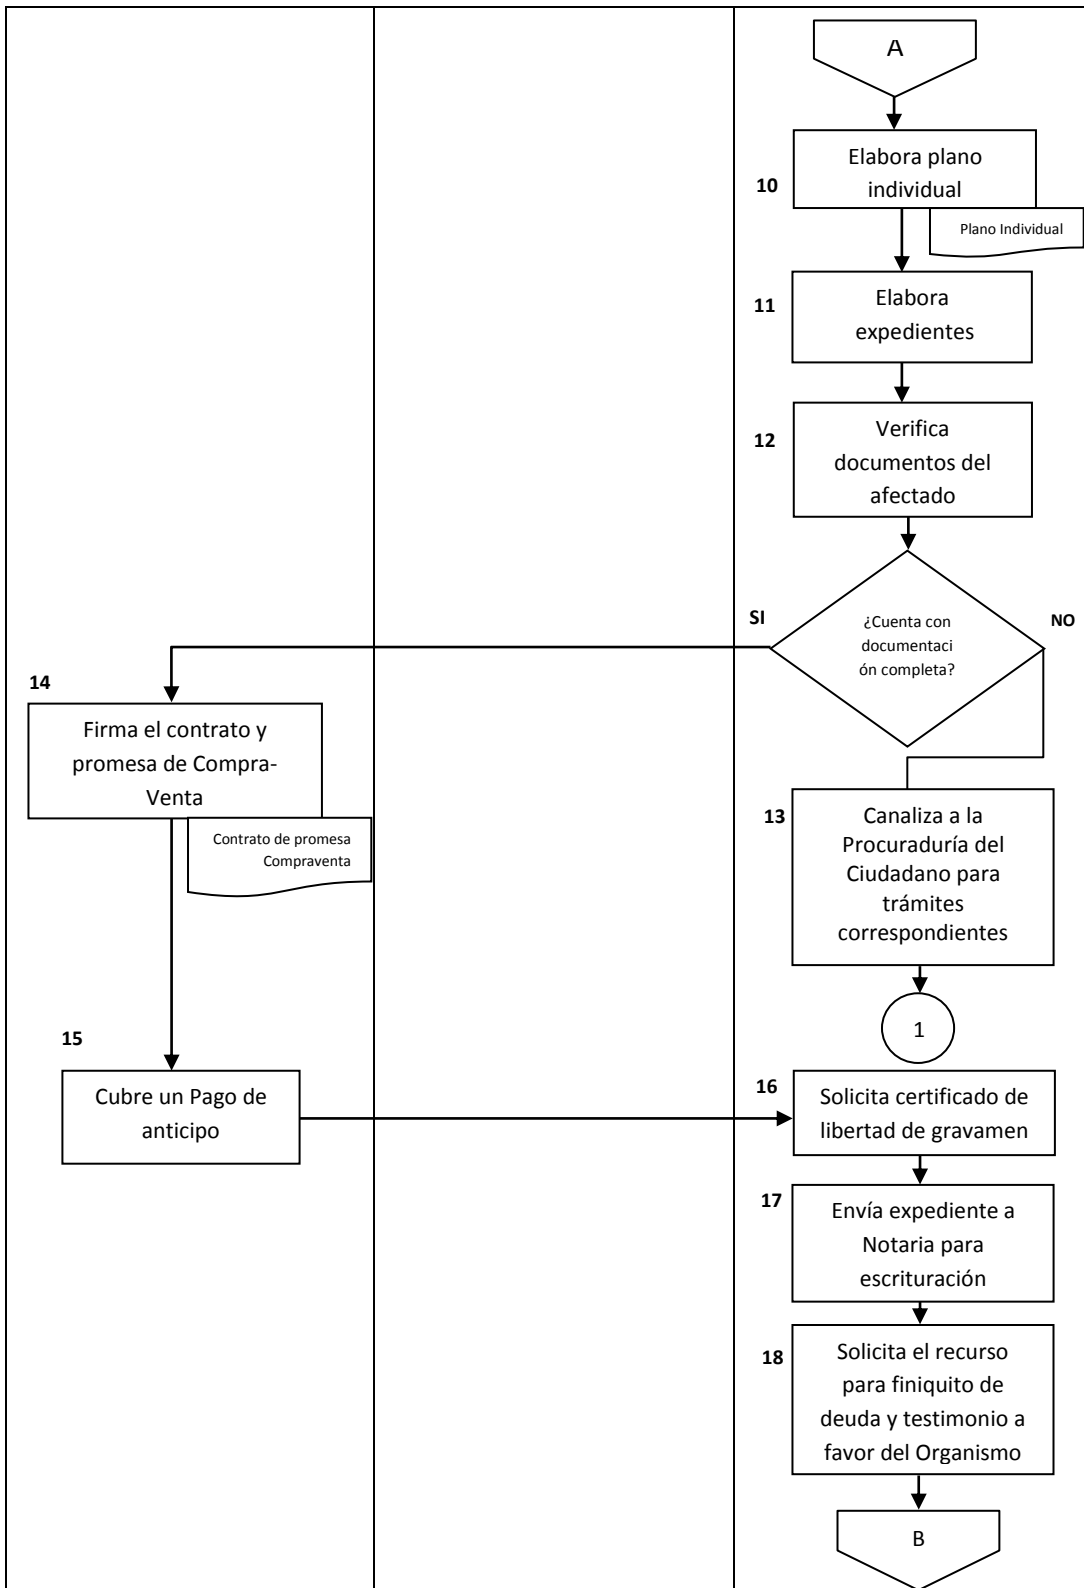 A
10
Elabora plano
individual
Plano Individual
11
Elabora
expedientes
12
Verifica
documentos del
afectado
SI
¿Cuenta con
documentaci
ón completa?
NO
14
Firma el contrato y
promesa de Compra-
Venta
Contrato de promesa
Compraventa
13
Canaliza a la
Procuraduría del
Ciudadano para
trámites
correspondientes
1
15
Cubre un Pago de
anticipo
16
Solicita certificado de
libertad de gravamen
17
Envía expediente a
Notaria para
escrituración
18
Solicita el recurso
para finiquito de
deuda y testimonio a
favor del Organismo
B